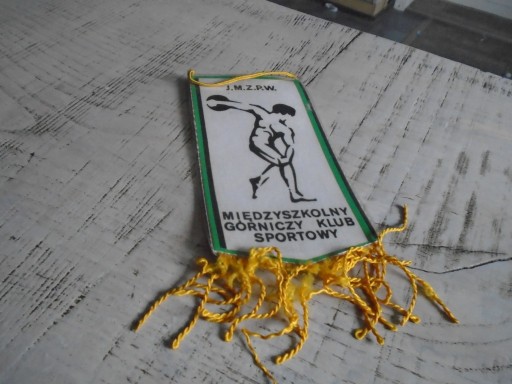 J.M.Z.P.W.
MIĘDZYSZKOLNY
GÓRNICZY KLUB
SPORTOWY